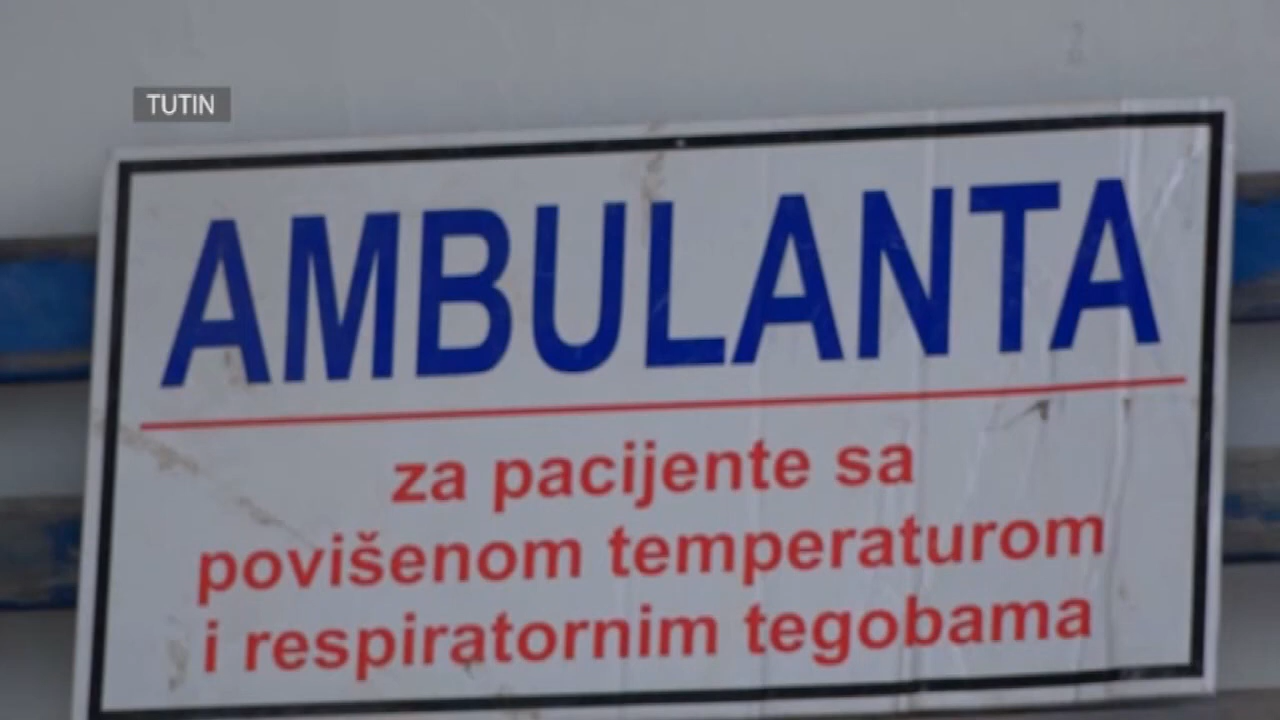 TUTIN
AMBULANTA
za pacijente sa
povišenom temperaturom
i respiratornim tegobama